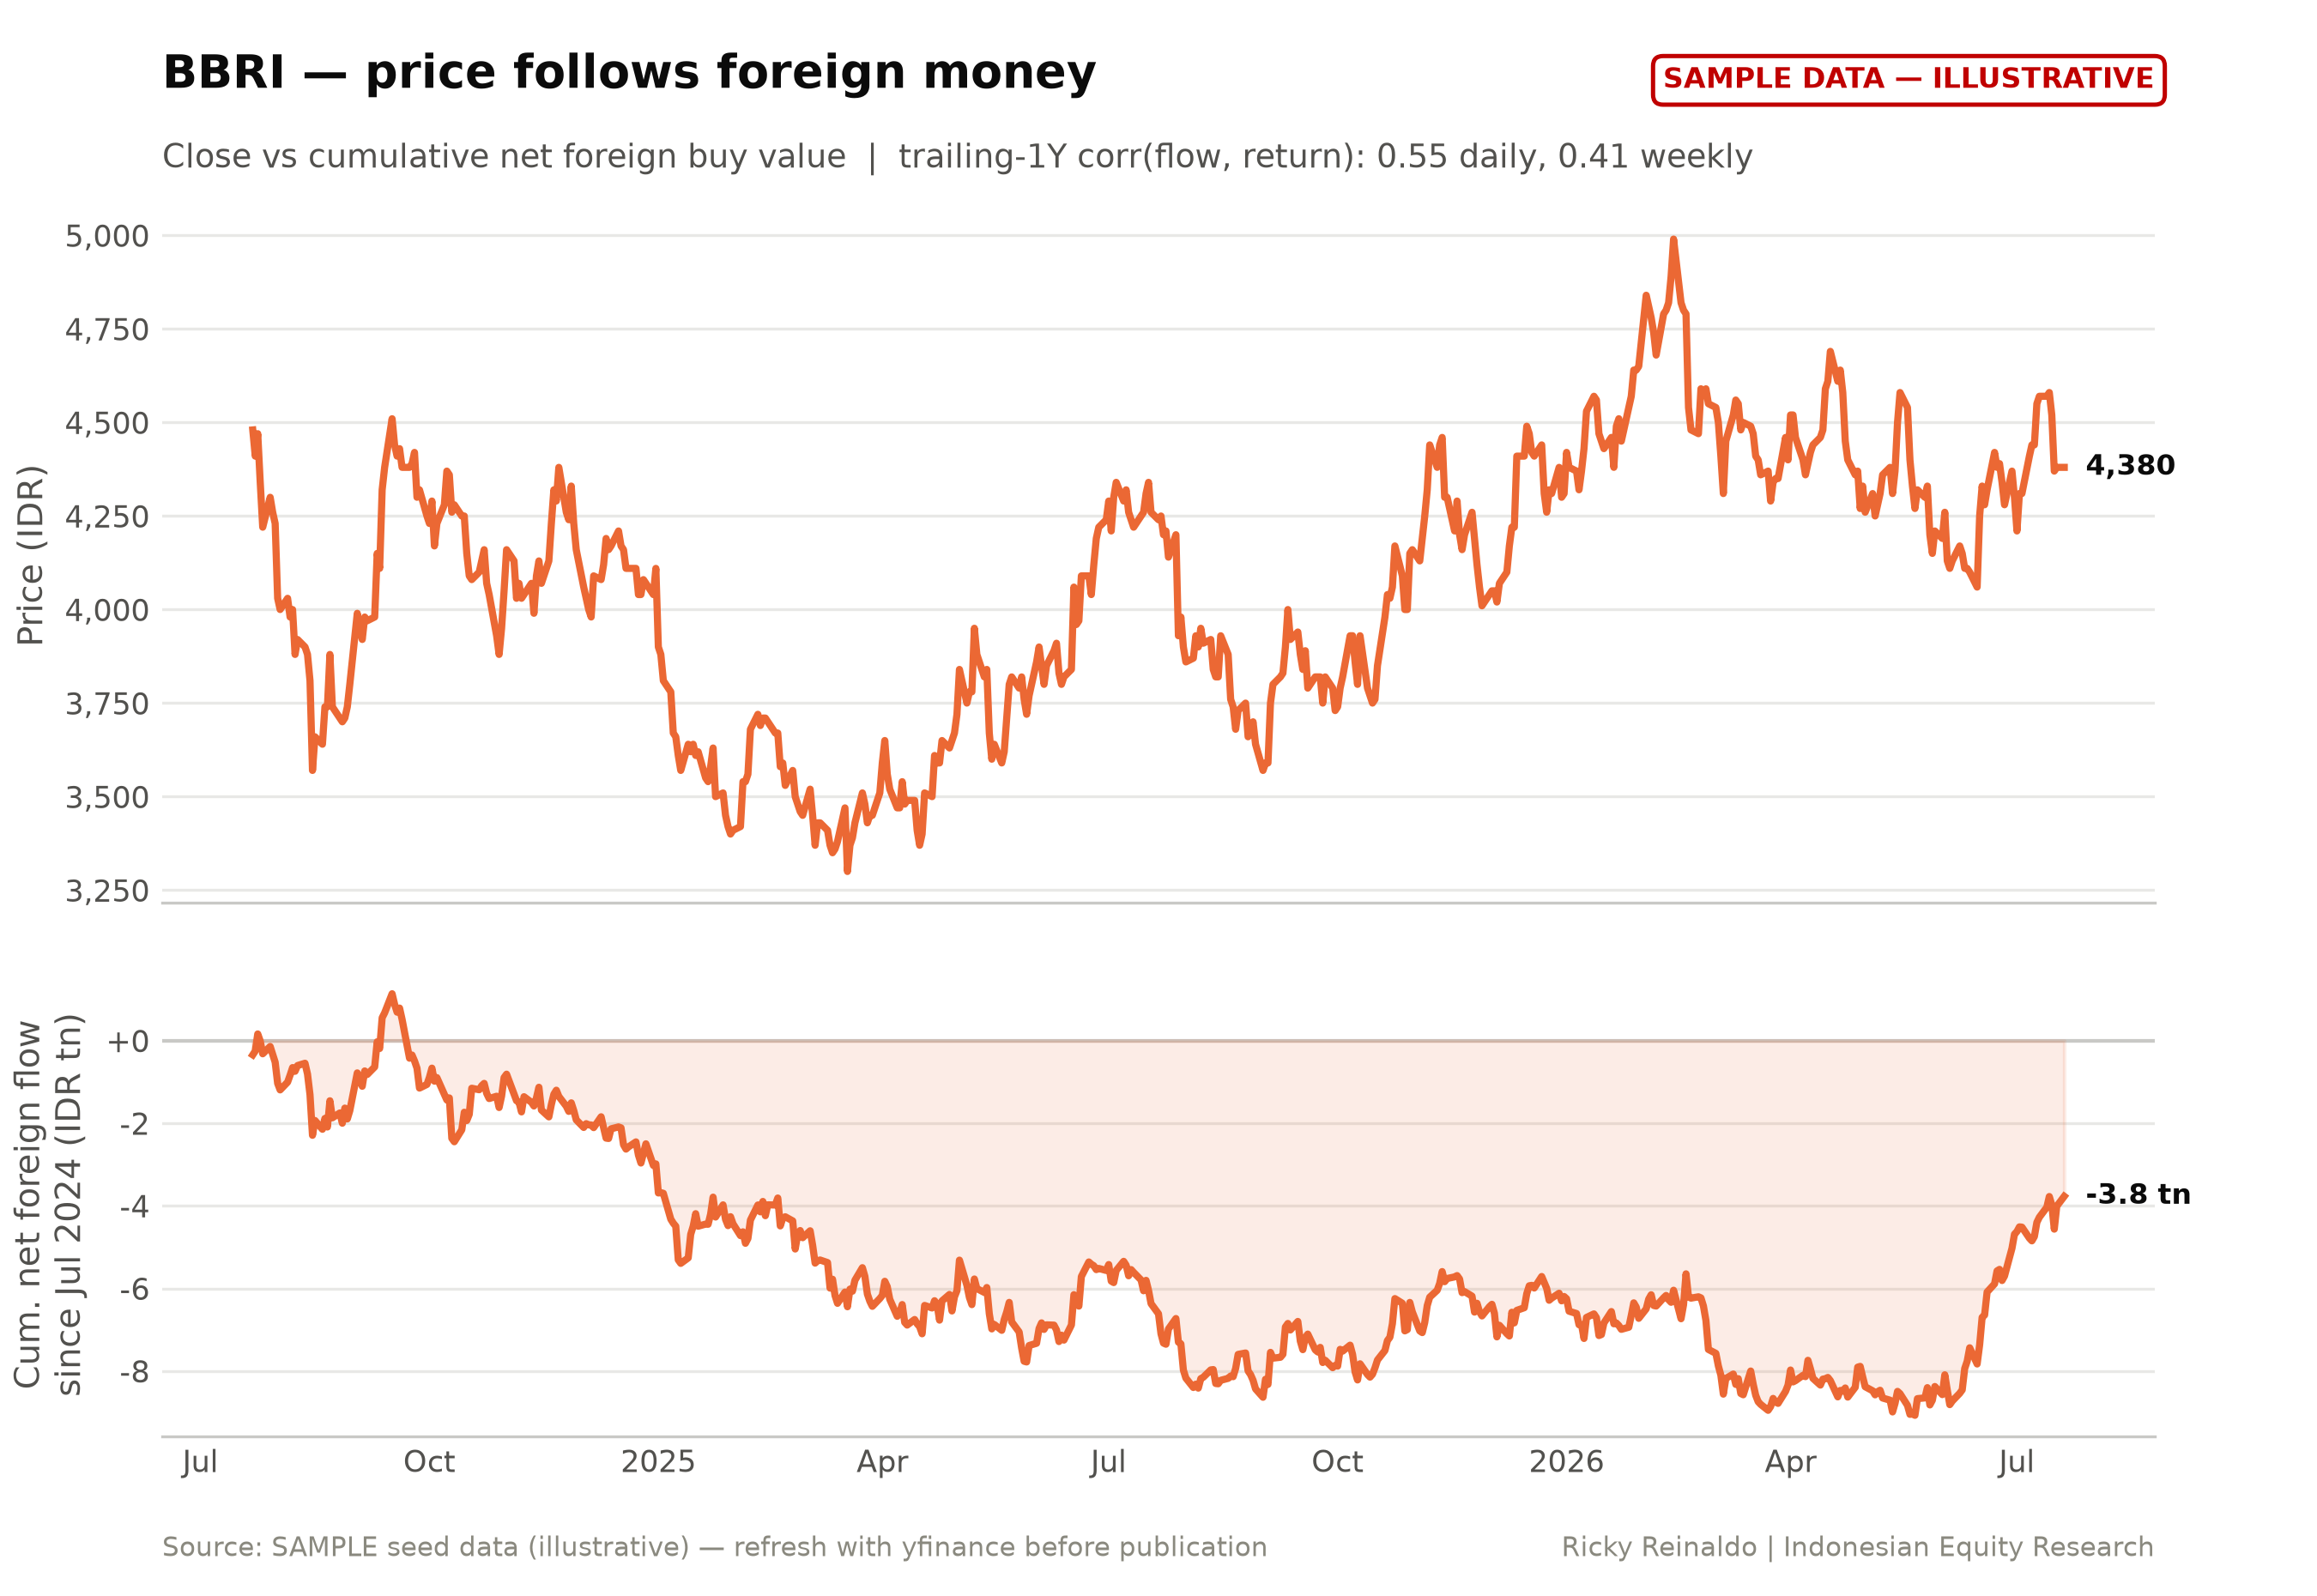 BBRI — price follows foreign money
SAMPLE DATA — ILLUSTRATIVE
Close vs cumulative net foreign buy value | trailing-1Y corr(flow, return): 0.55 daily, 0.41 weekly
Price (IDR)
5,000
4,750
4,500
4,250
4,000
3,750
3,500
3,250
4,380
Cum. net foreign flow
since Jul 2024 (IDR tn)
+0
-2
-4
-6
-8
-3.8 tn
Jul
Oct
2025
Apr
Jul
Oct
2026
Apr
Jul
Source: SAMPLE seed data (illustrative) — refresh with yfinance before publication
Ricky Reinaldo | Indonesian Equity Research